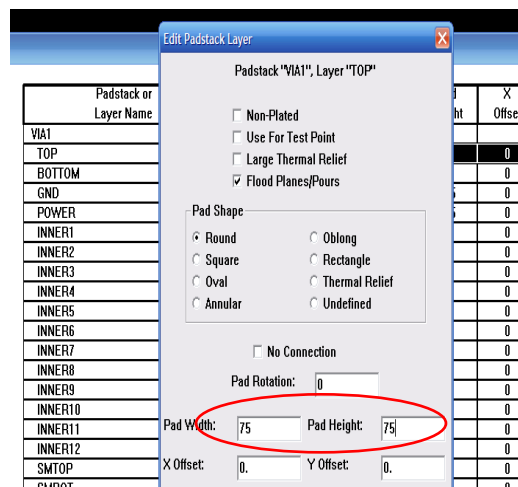 Edit Padstack Layer
Padstack "VIA1", Layer "TOP"
Padstack or
Layer Name
X
ht
Offse
Non-Plated
Use For Test Point
Large Thermal Relief
Flood Planes/Pours
VIA1
TOP 0
BOTTOM 0
GND 0
POWER 0
INNER1 0
INNER2 0
INNER3 0
INNER4 0
INNER5 0
INNER6 0
INNER7 0
INNER8 0
INNER9 0
INNER10 0
INNER11 0
INNER12 0
SMTOP 0
Pad Shape
Round Oblong
Square Rectangle
Oval Thermal Relief
Annular Undefined
No Connection
Pad Rotation: 0
Pad Width: 75 Pad Height: 75
X Offset: 0. Y Offset: 0.